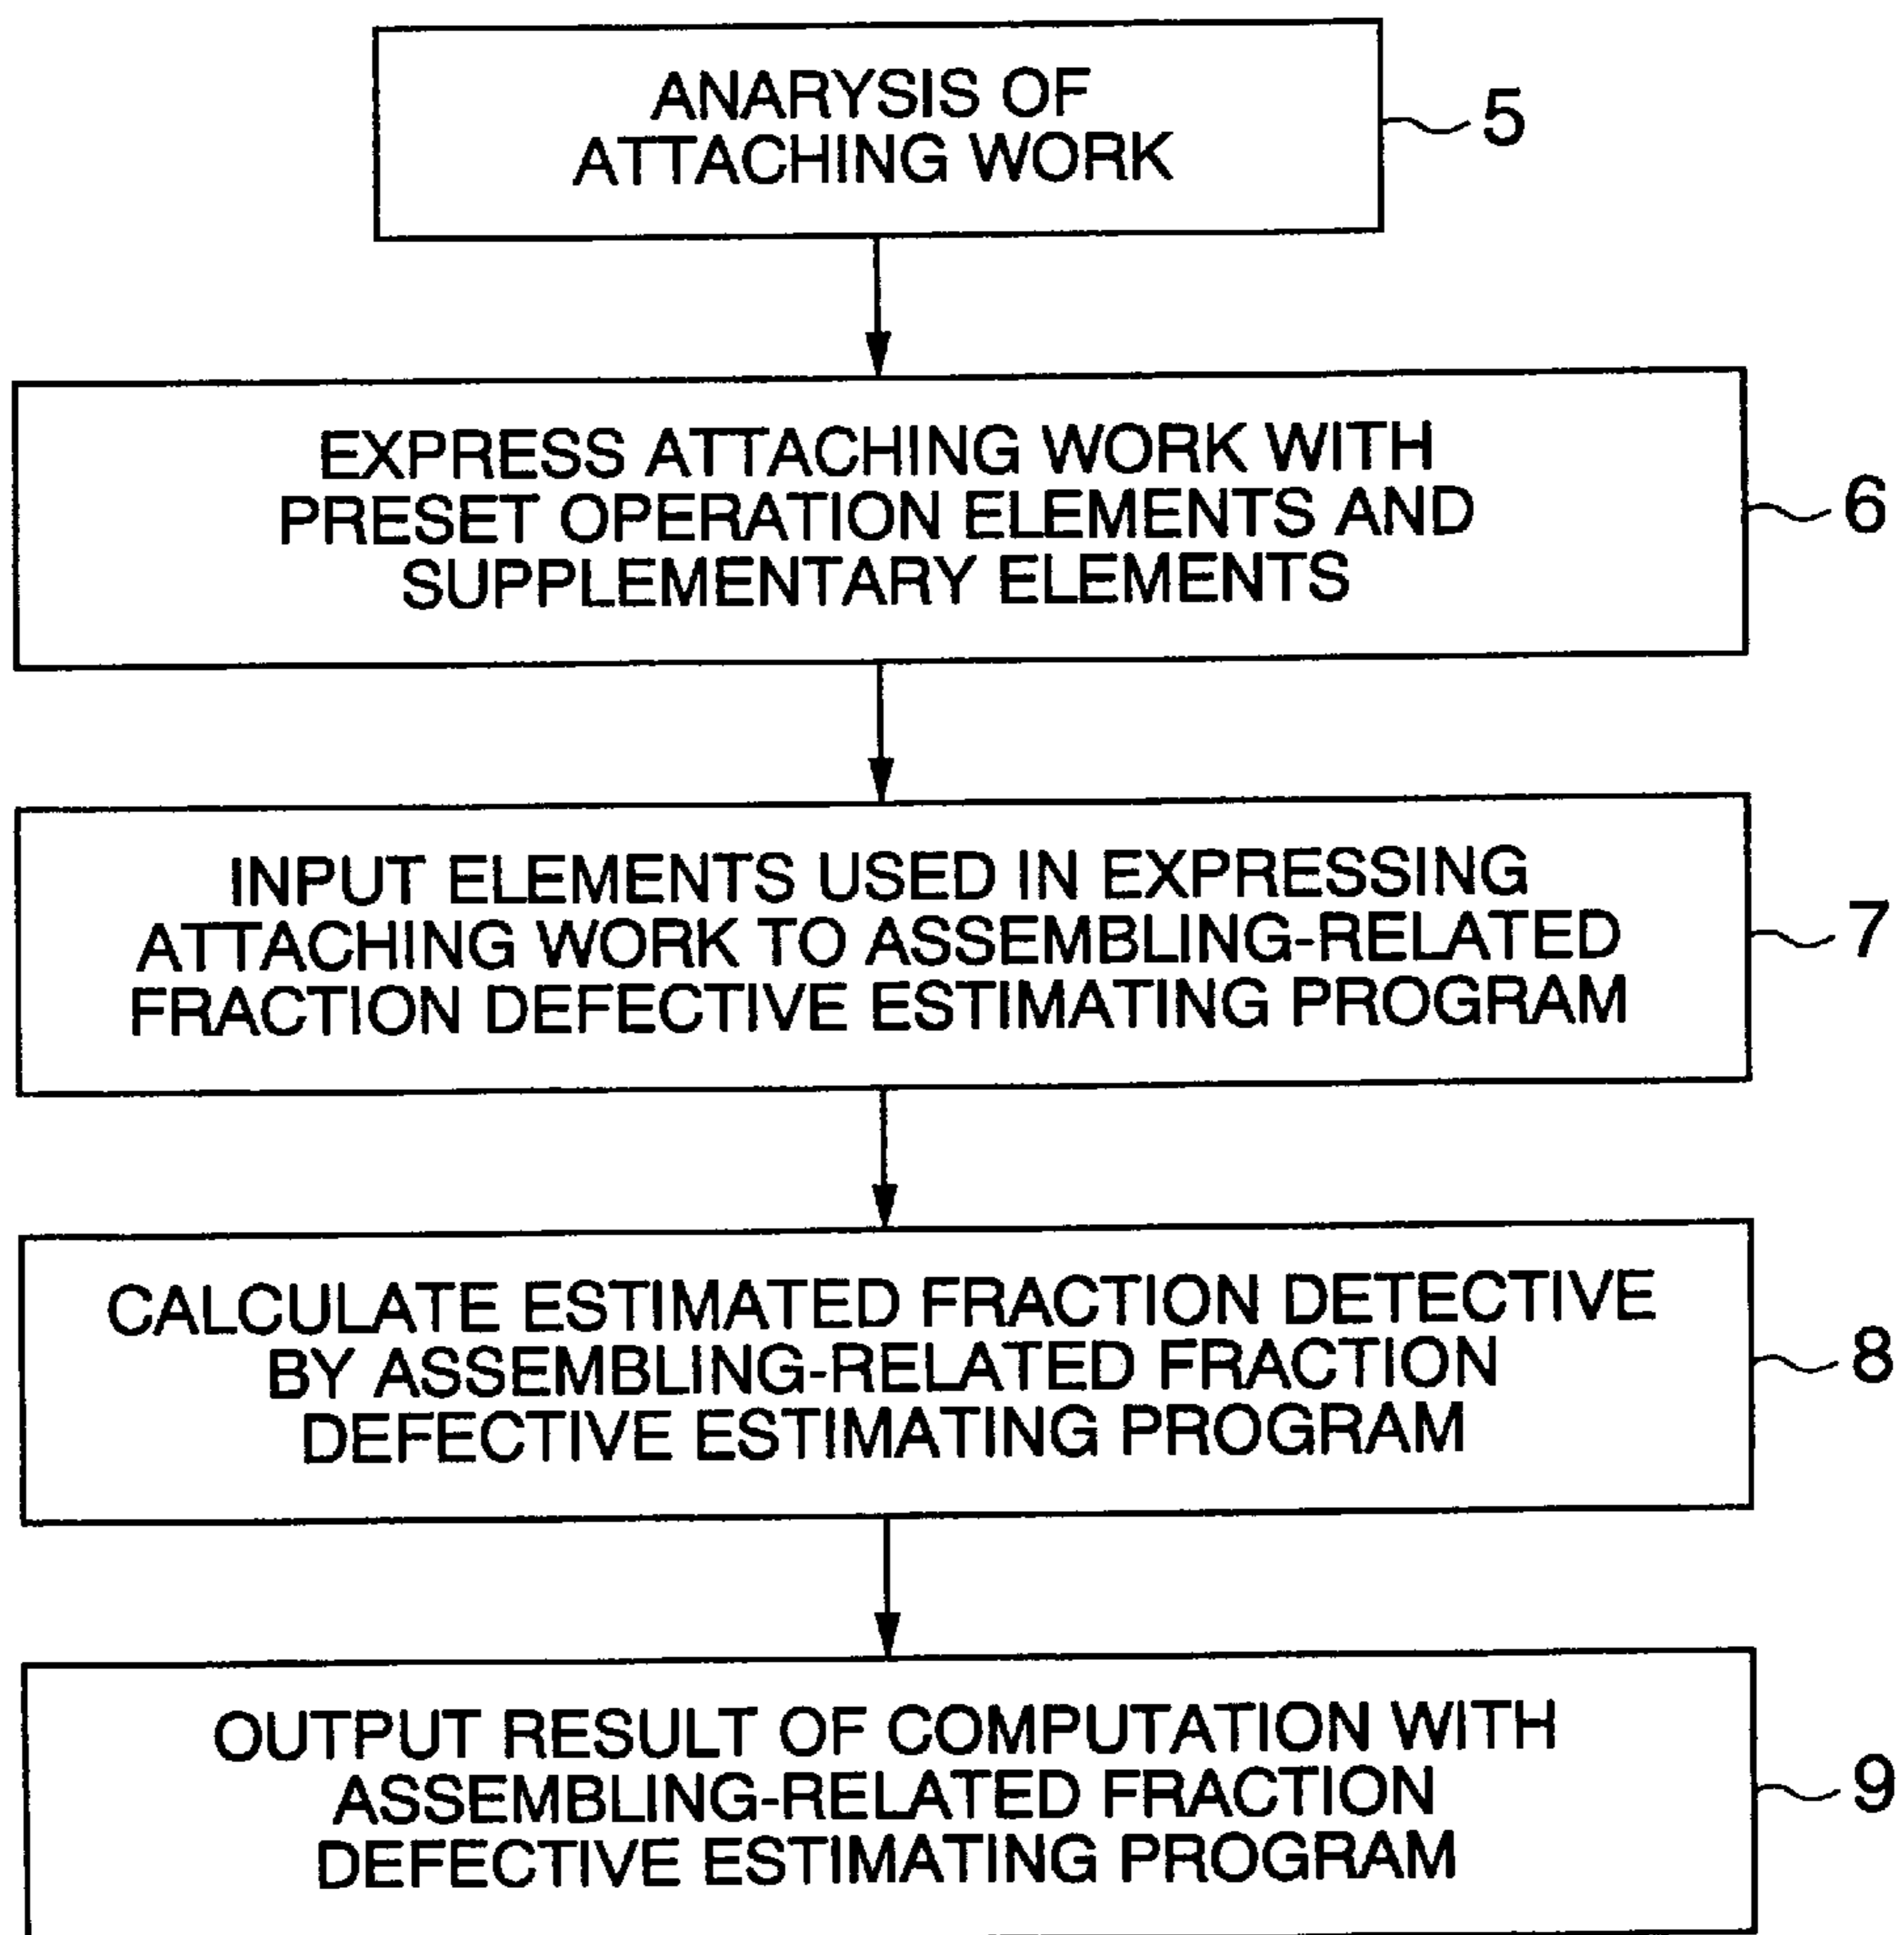 ANARYSIS OF
ATTACHING WORK
5
EXPRESS ATTACHING WORK WITH
PRESET OPERATION ELEMENTS AND
SUPPLEMENTARY ELEMENTS
6
INPUT ELEMENTS USED IN EXPRESSING
ATTACHING WORK TO ASSEMBLING-RELATED
FRACTION DEFECTIVE ESTIMATING PROGRAM
7
CALCULATE ESTIMATED FRACTION DETECTIVE
BY ASSEMBLING-RELATED FRACTION
DEFECTIVE ESTIMATING PROGRAM
8
OUTPUT RESULT OF COMPUTATION WITH
ASSEMBLING-RELATED FRACTION
DEFECTIVE ESTIMATING PROGRAM
9